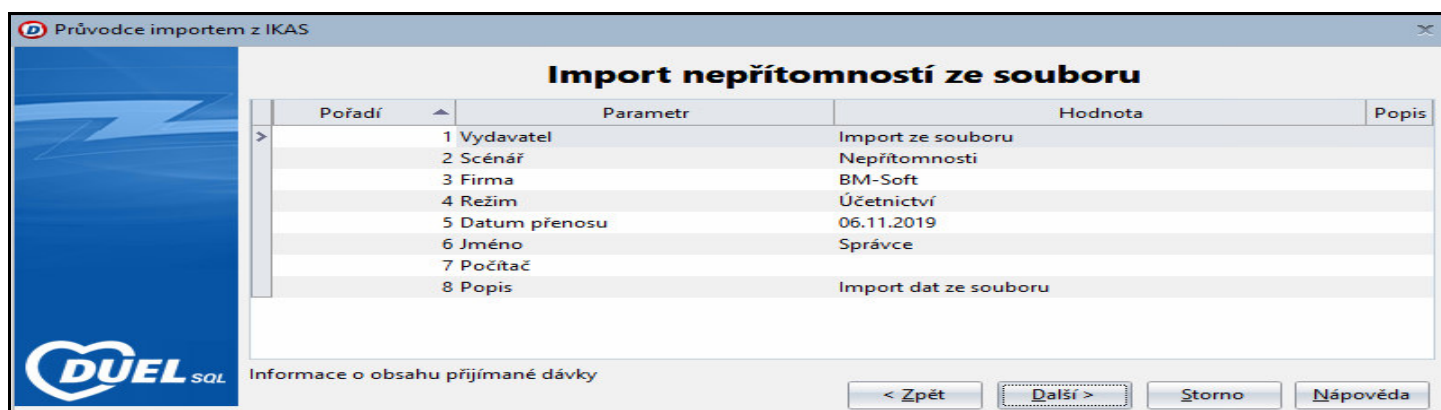 Průvodce importem z IKAS
Import nepřítomností ze souboru
Pořadí Parametr Hodnota Popis
1 Vydavatel Import ze souboru
2 Scénář Nepřítomnosti
3 Firma BM-Soft
4 Režim Účetnictví
5 Datum přenosu 06.11.2019
6 Jméno Správce
7 Počítač
8 Popis Import dat ze souboru
DUEL SQL
Informace o obsahu přijímané dávky
< Zpět Další > Storno Nápověda